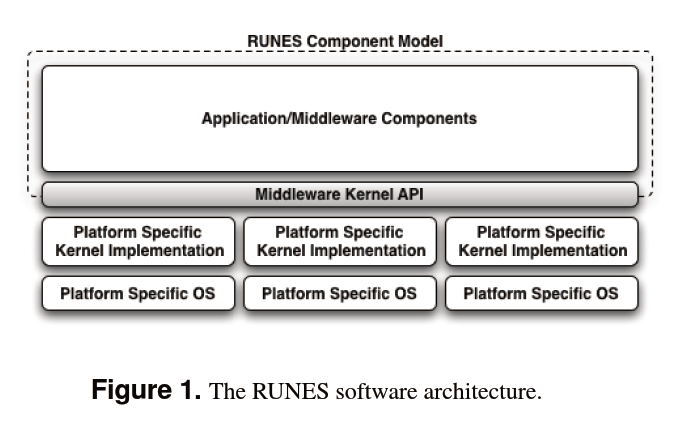 RUNES Component Model
Application/Middleware Components
Middleware Kernel API
Platform Specific
Kernel Implementation
Platform Specific
Kernel Implementation
Platform Specific
Kernel Implementation
Platform Specific OS
Platform Specific OS
Platform Specific OS
Figure 1. The RUNES software architecture.